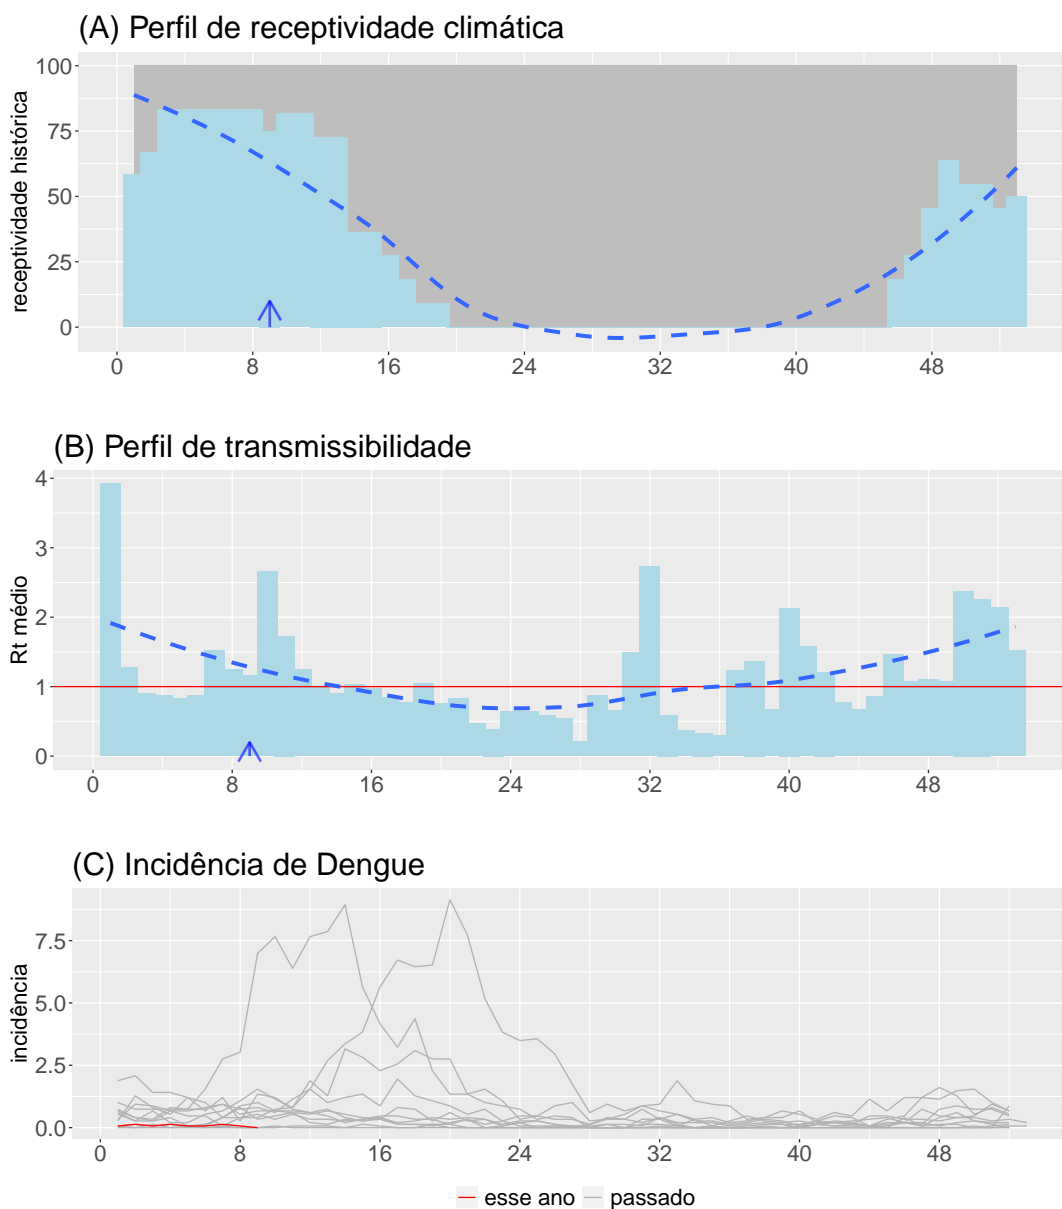 (A) Perfil de receptividade climática
receptividade histórica
100
75
50
25
0
0 8 16 24 32 40 48
(B) Perfil de transmissibilidade
Rt médio
4
3
2
1
0
0 8 16 24 32 40 48
(C) Incidência de Dengue
incidência
7.5
5.0
2.5
0.0
0 8 16 24 32 40 48
esse ano passado